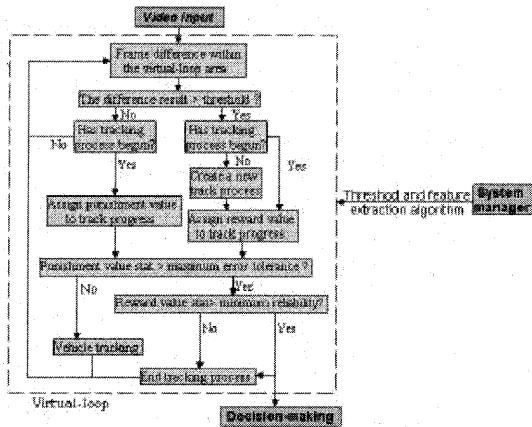 Video input
Frame difference within
the virtual-loop area
The difference result > threshold ?
No
Yes
Has tracking
process begun?
Has tracking
process begun?
No
Yes
No
Yes
Create a new
track process
Assign punishment value
to track progress
Assign reward value
to track progress
Threshod and feature
extraction algorithm
System
manager
Punishment value stat. > maximum error tolerance ?
No
Yes
Reward value stat> minimum reliability?
No
Yes
Vehicle tracking
End tracking process
Virtual-loop
Decision-making